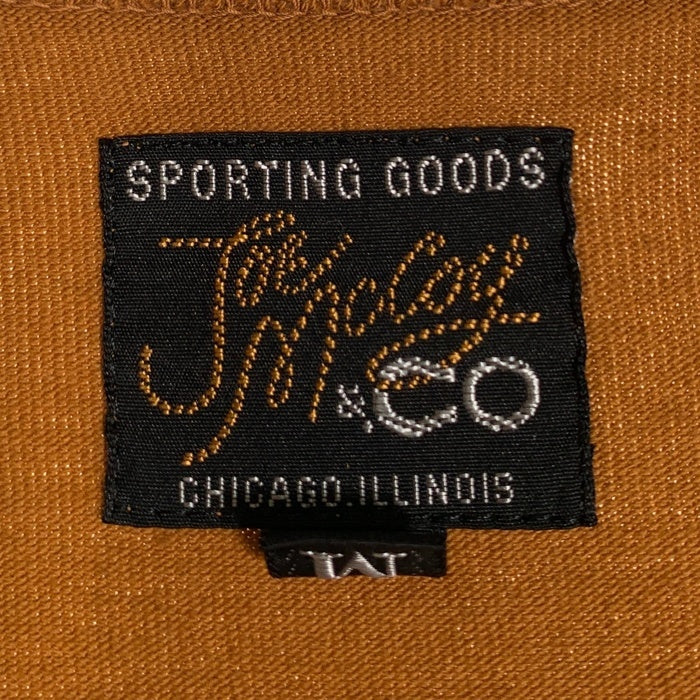 SPORTING GOODS
Joe McCoy
& CO
CHICAGO.ILLINOIS
M